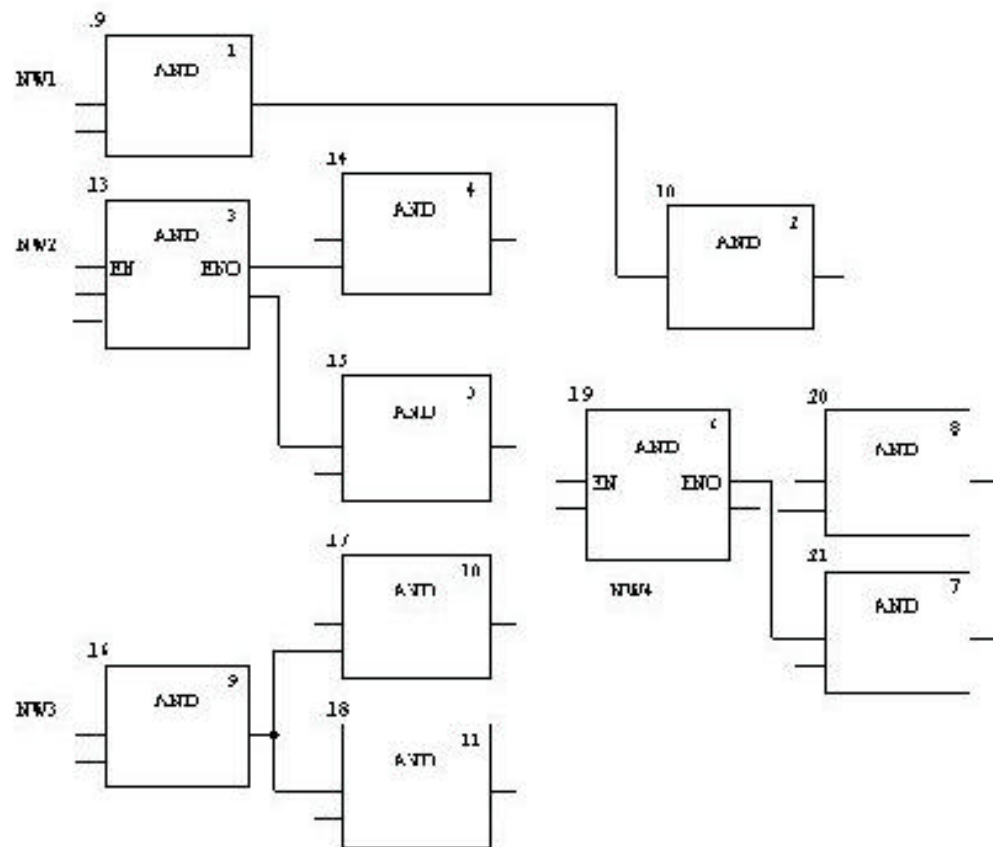 .9
1
AND
NW1
.14
4
AND
.13
3
AND
NW2
EN ENO
.10
2
AND
.15
AND
.19
AND
EN ENO
NW4
.20
8
AND
.21
7
AND
.17
10
AND
.16
9
AND
NW3
.18
11
AND